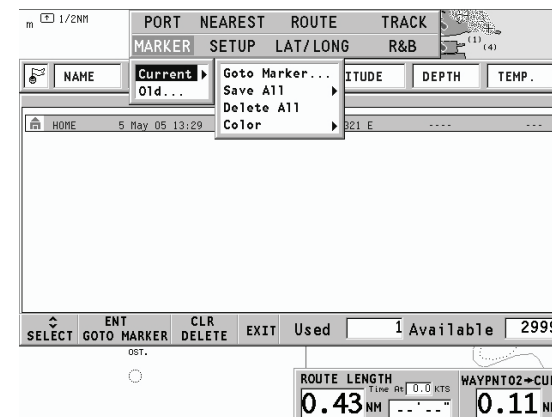 m 1/2NM
PORT NEAREST ROUTE TRACK
MARKER SETUP LAT/LONG R&B
(1)
(4)
NAME ITUDE DEPTH TEMP.
Current
Old...
Goto Marker...
Save All
Delete All
Color
HOME 5 May 05 13:29 321 E ---- ---
SELECT ENT GOTO MARKER CLR DELETE EXIT Used 1 Available 2999
OST.
ROUTE LENGTH
Time At 0.0 KTS
0.43 NM --'--"
WAYPNT02→CU
0.11 N